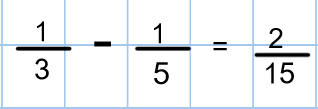 1/3 - 1/5 = 2/15